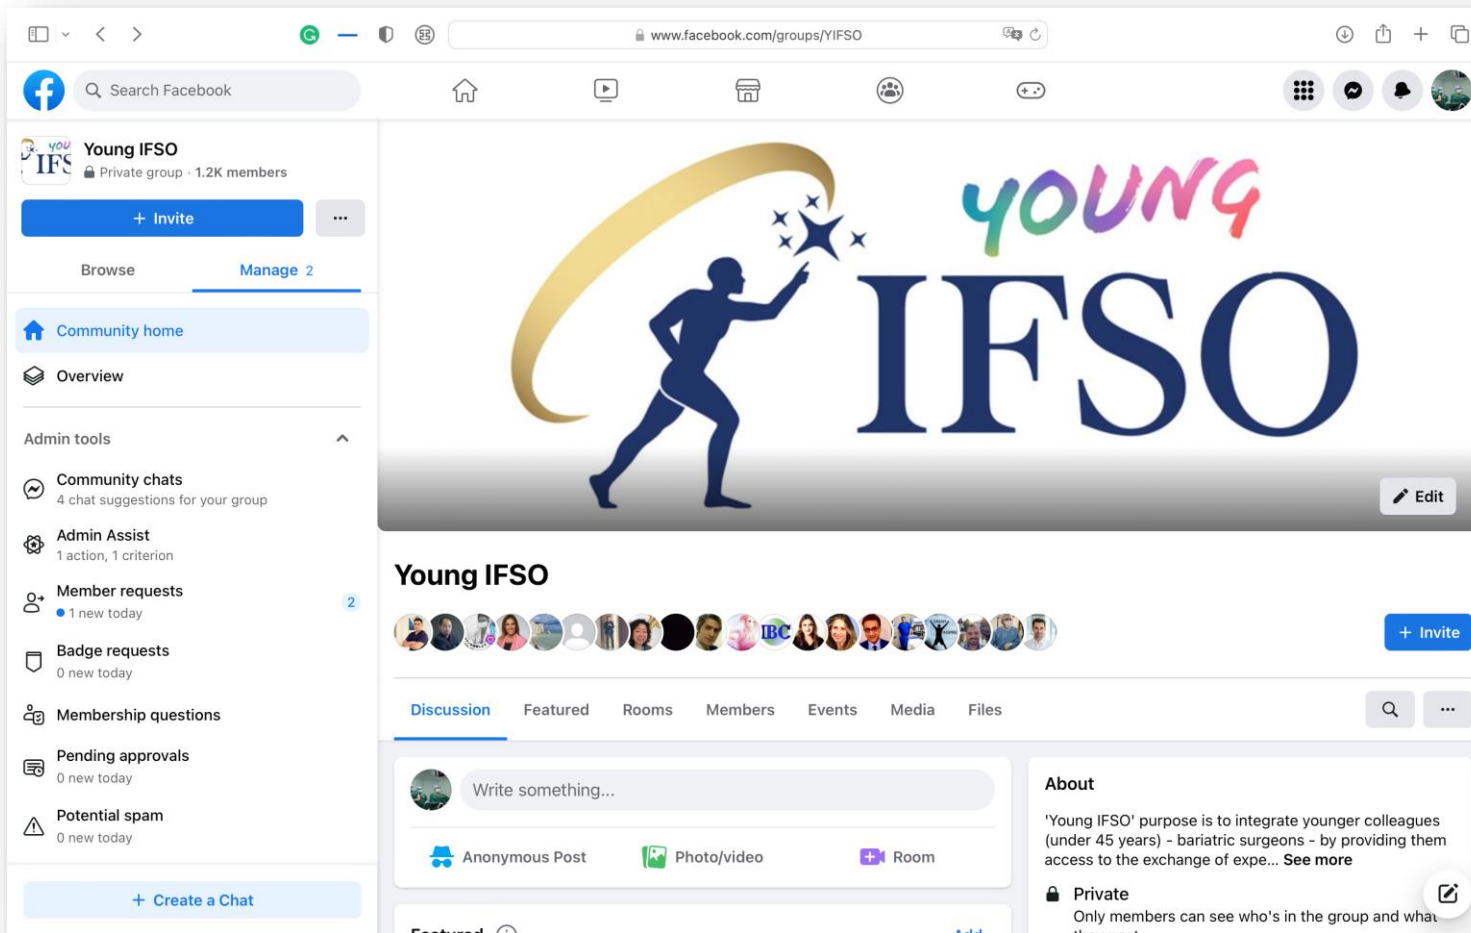 www.facebook.com/groups/YIFSO
Search Facebook
YOU
IFS
Young IFSO
Private group · 1.2K members
+ Invite
...
Browse
Manage 2
Community home
Overview
Admin tools
Community chats
4 chat suggestions for your group
Admin Assist
1 action, 1 criterion
Member requests
1 new today
2
Badge requests
0 new today
Membership questions
Pending approvals
0 new today
Potential spam
0 new today
+ Create a Chat
YOUNG
IFSO
Edit
Young IFSO
IBC
+ Invite
Discussion Featured Rooms Members Events Media Files
...
Write something...
Anonymous Post Photo/video Room
Featured
Add
About
'Young IFSO' purpose is to integrate younger colleagues
(under 45 years) - bariatric surgeons - by providing them
access to the exchange of expe... See more
Private
Only members can see who's in the group and what